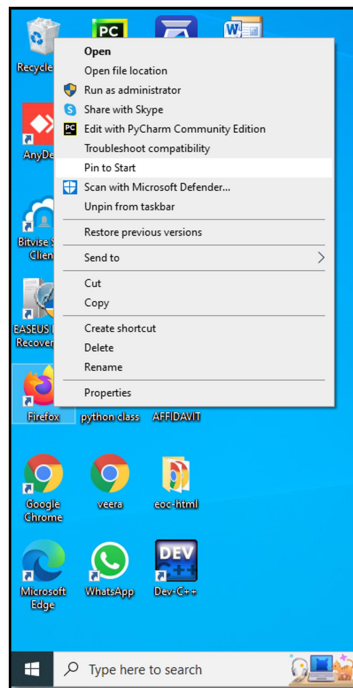 PC
W
Recycle
Open
Open file location
Run as administrator
Share with Skype
PC Edit with PyCharm Community Edition
AnyDe
Troubleshoot compatibility
Pin to Start
Scan with Microsoft Defender...
Unpin from taskbar
Restore previous versions
Bitvise S
Clien
Send to
Cut
Copy
EASEUS
Recover
Create shortcut
Delete
Rename
Properties
Firefox
python class
AFFIDAVIT
Google
Chrome
veera
eoc-html
DEV
C++
Microsoft
Edge
WhatsApp
Dev-C++
Type here to search